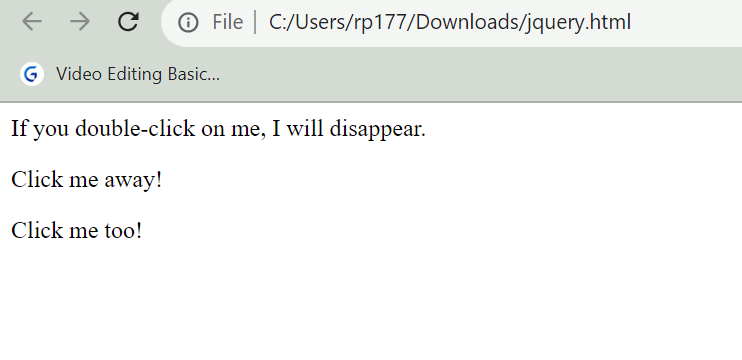 File C:/Users/rp177/Downloads/jquery.html
G Video Editing Basic...
If you double-click on me, I will disappear.
Click me away!
Click me too!